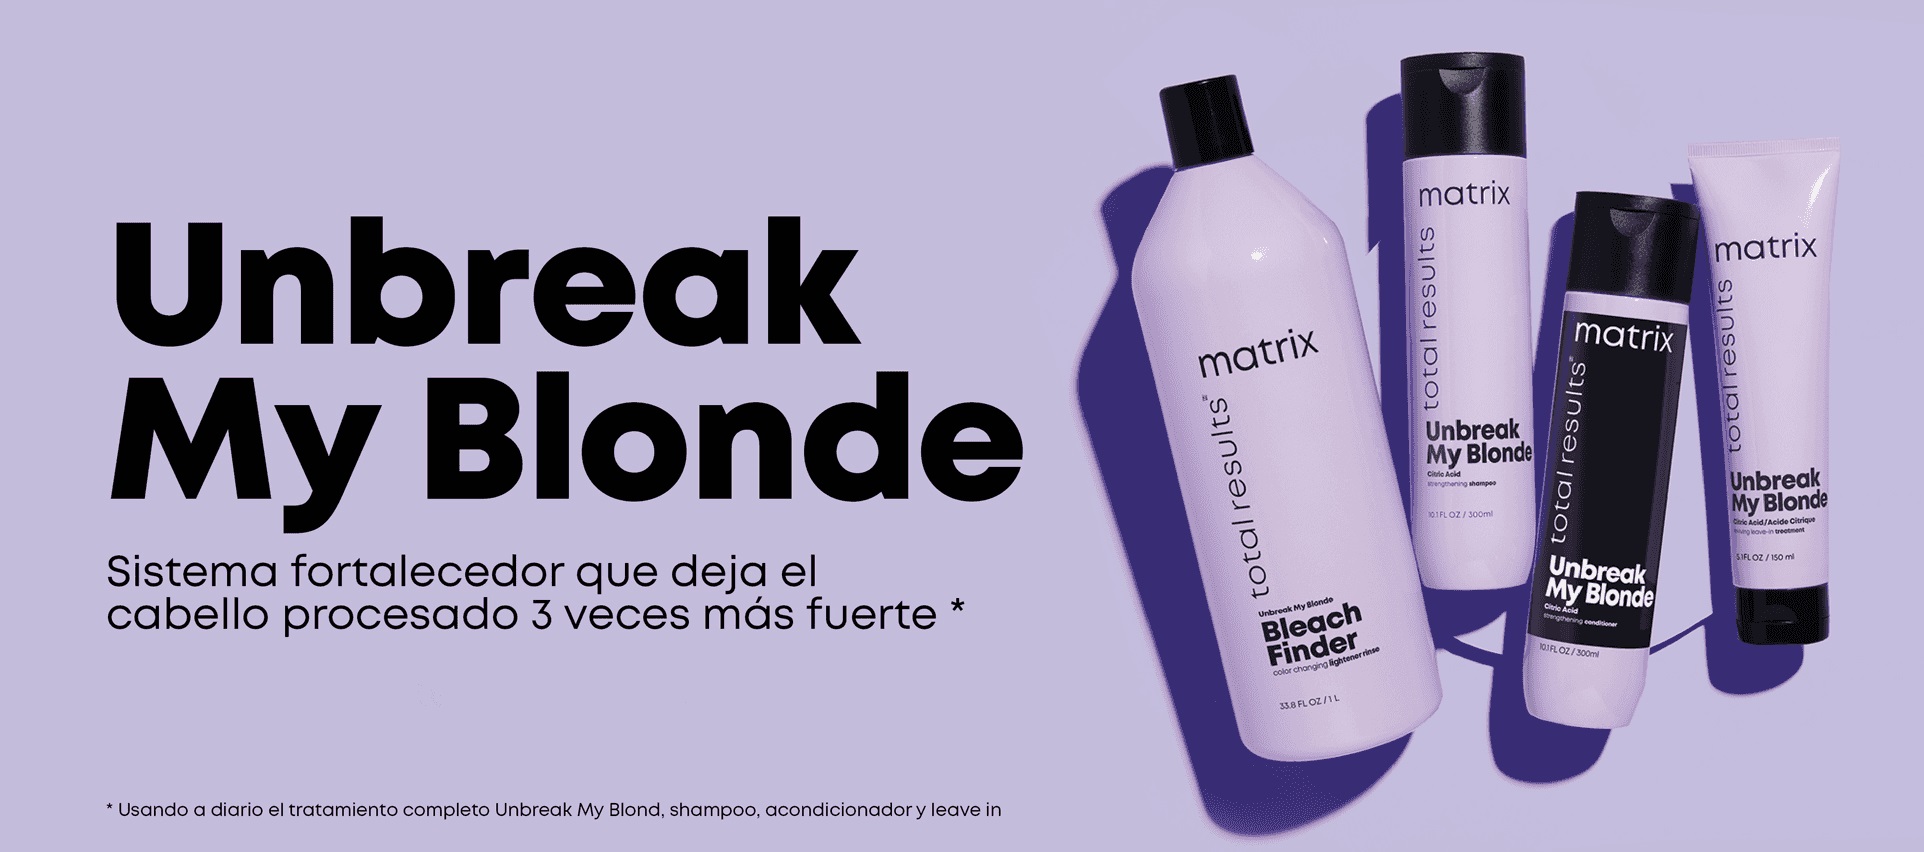 Unbreak
My Blonde
Sistema fortalecedor que deja el
cabello procesado 3 veces más fuerte *
* Usando a diario el tratamiento completo Unbreak My Blond, shampoo, acondicionador y leave in
matrix
total results
Unbreak My Blonde
Bleach
Finder
color changing lightener rinse
33.8 FL OZ / 1 L
matrix
total results
Unbreak
My Blonde
Citric Acid
strengthening shampoo
10.1 FL OZ / 300ml
matrix
total results
Unbreak
My Blonde
Citric Acid
strengthening conditioner
10.1 FL OZ / 300ml
matrix
total results
Unbreak
My Blonde
Citric Acid/Acide Citrique
reviving leave-in treatment
5.1FL OZ / 150 ml